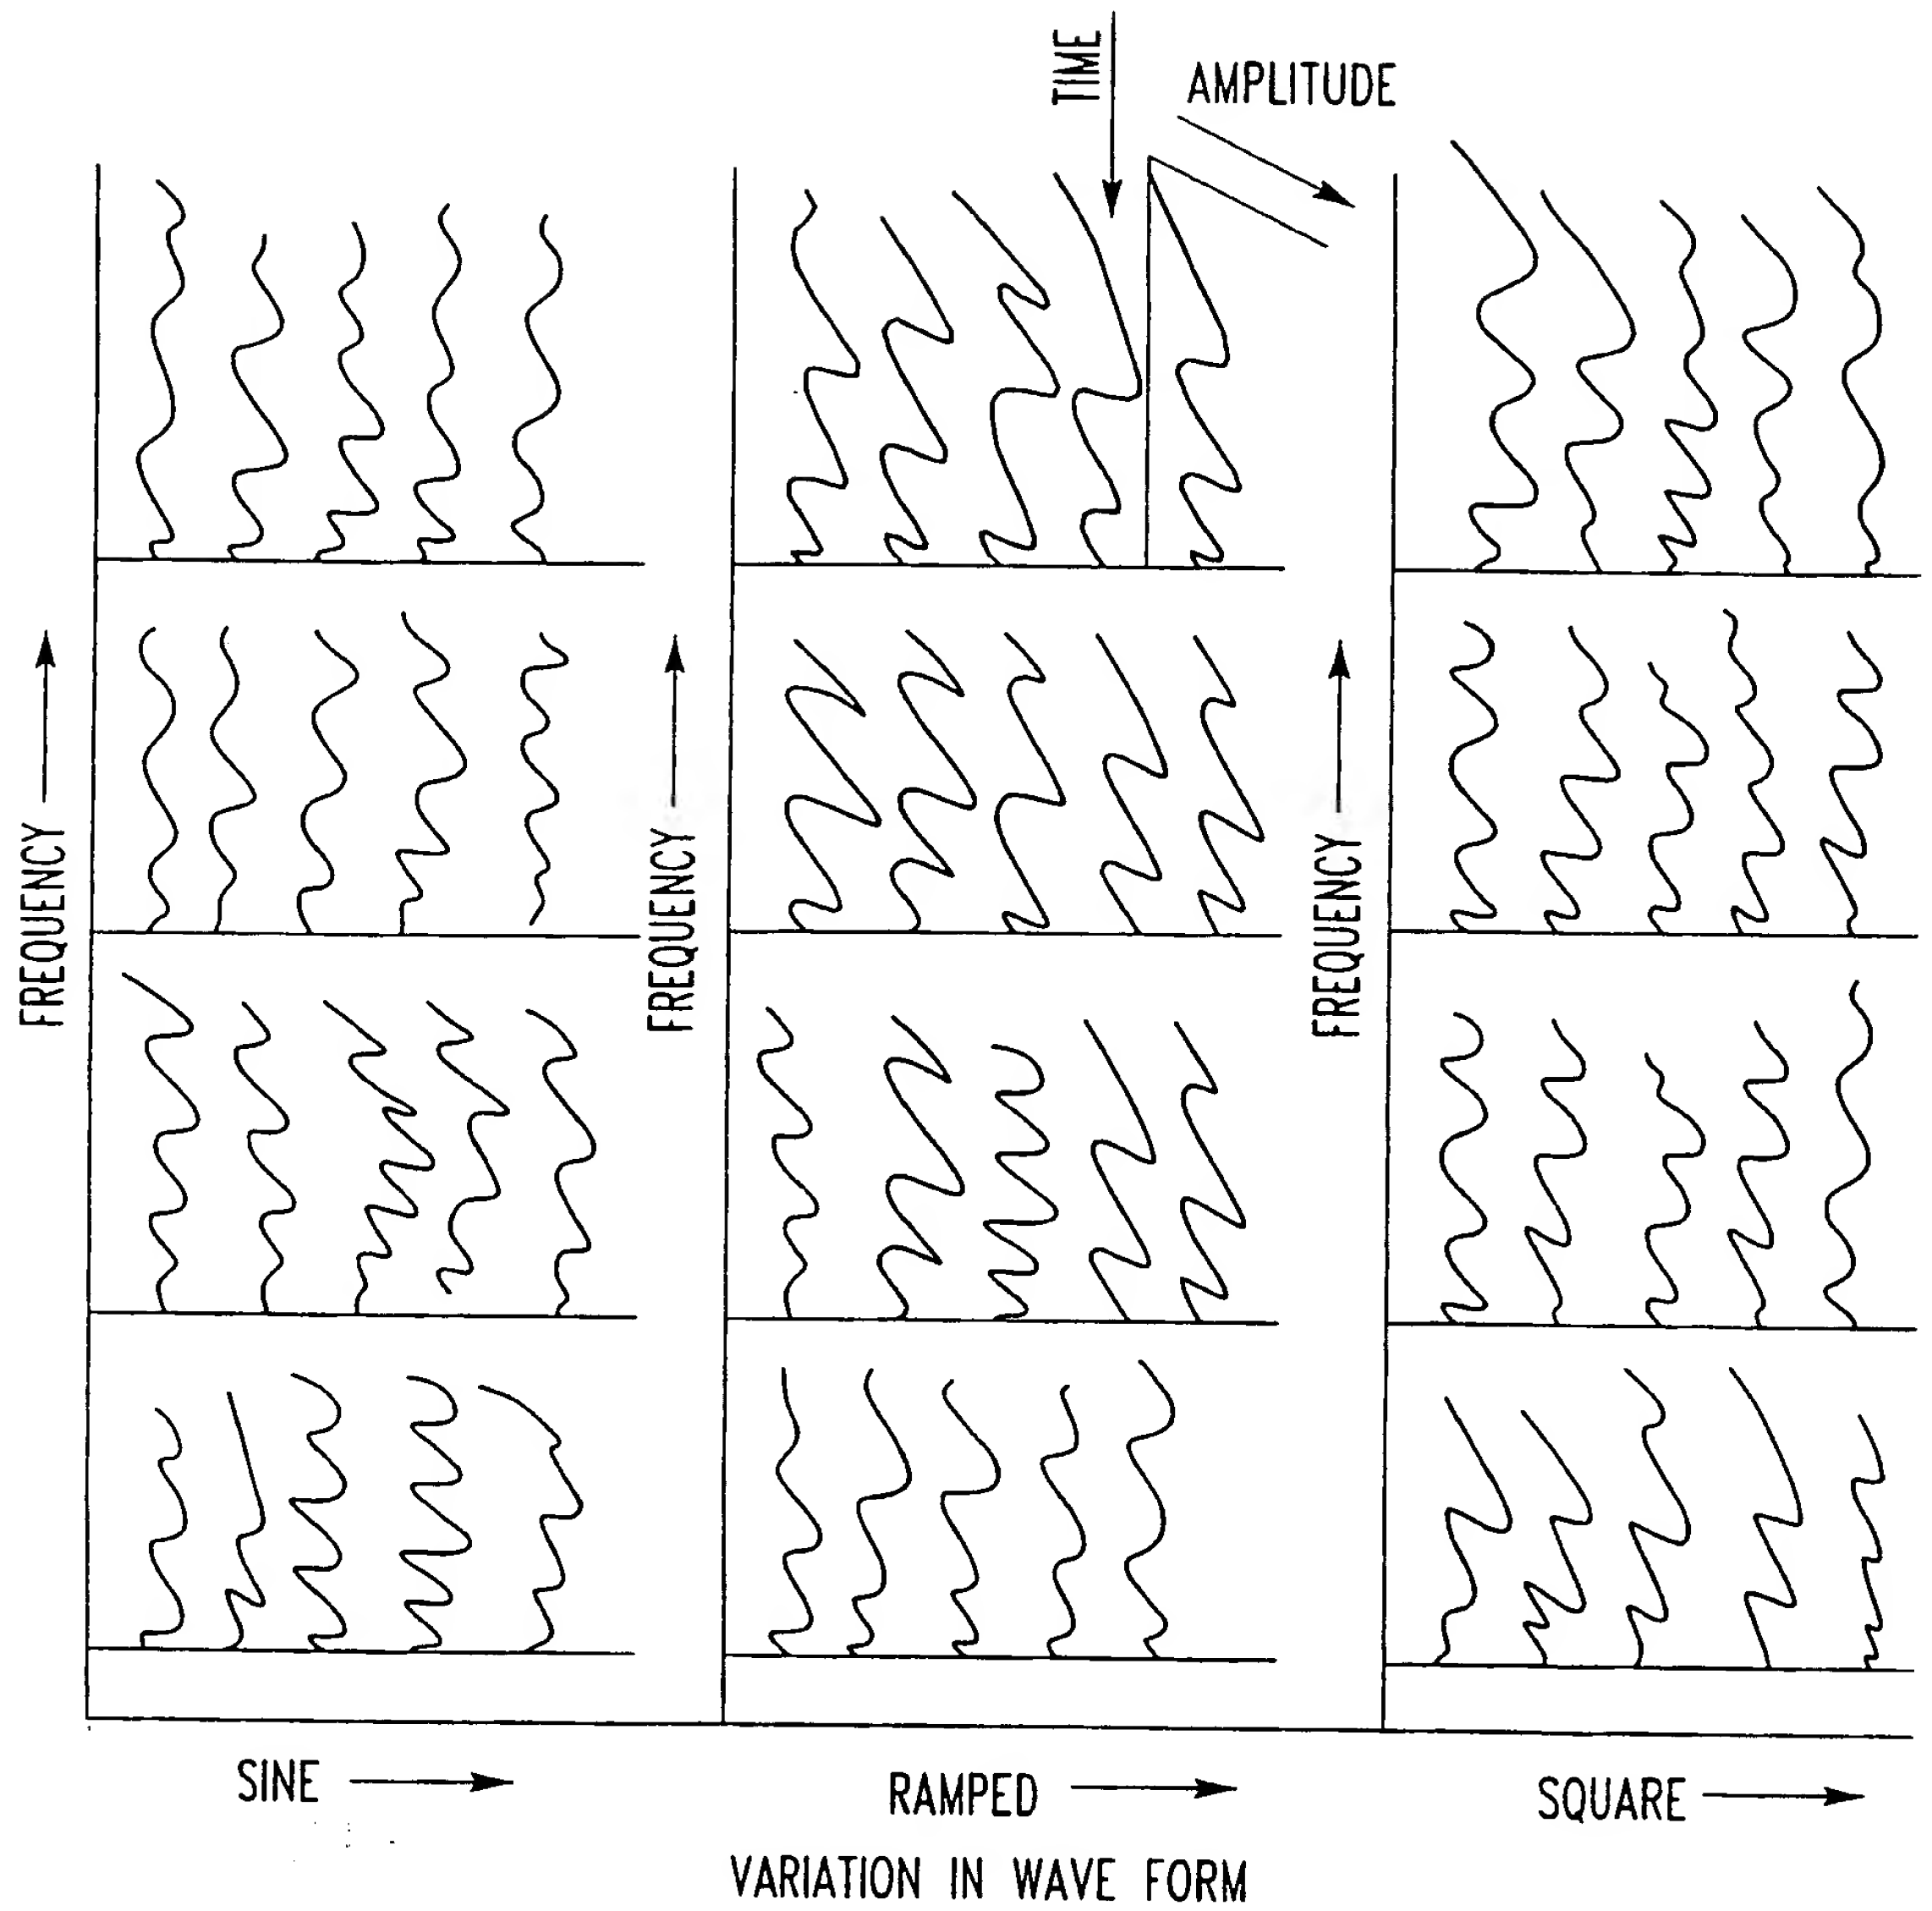 TIME
AMPLITUDE
FREQUENCY
FREQUENCY
FREQUENCY
SINE
RAMPED
SQUARE
VARIATION IN WAVE FORM